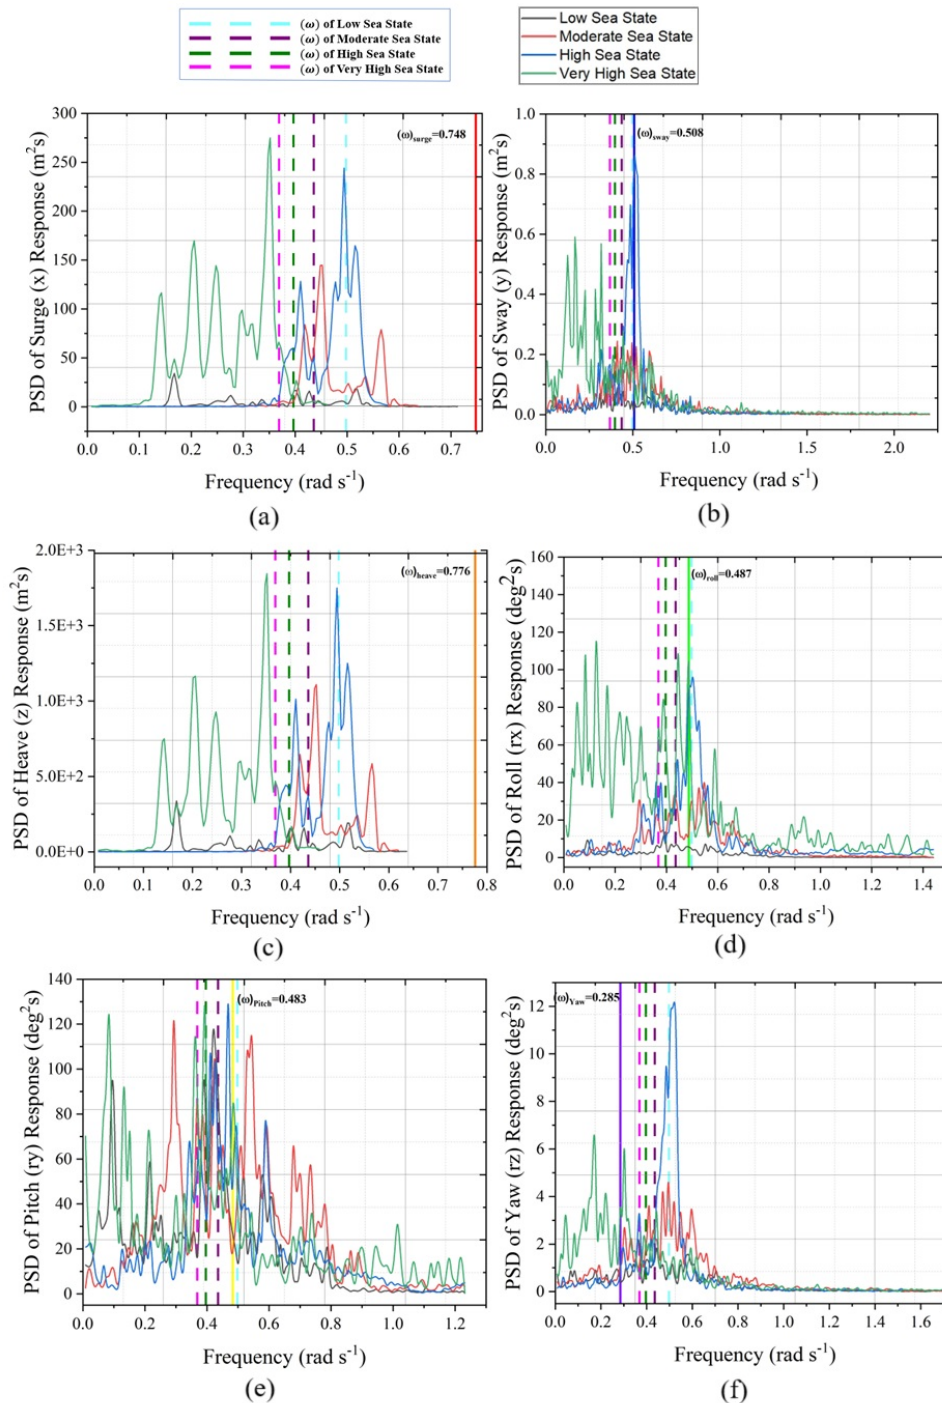 (ω) of Low Sea State
(ω) of Moderate Sea State
(ω) of High Sea State
(ω) of Very High Sea State
Low Sea State
Moderate Sea State
High Sea State
Very High Sea State
PSD of Surge (x) Response (m²s)
300
250
200
150
100
50
0
(ω)surge=0.748
0.0 0.1 0.2 0.3 0.4 0.5 0.6 0.7
Frequency (rad s⁻¹)
(a)
PSD of Sway (y) Response (m²s)
1.0
0.8
0.6
0.4
0.2
0.0
(ω)sway=0.508
0.0 0.5 1.0 1.5 2.0
Frequency (rad s⁻¹)
(b)
PSD of Heave (z) Response (m²s)
2.0E+3
1.5E+3
1.0E+3
5.0E+2
0.0E+0
(ω)heave=0.776
0.0 0.1 0.2 0.3 0.4 0.5 0.6 0.7 0.8
Frequency (rad s⁻¹)
(c)
PSD of Roll (rx) Response (deg²s)
160
140
120
100
80
60
40
20
0
(ω)roll=0.487
0.0 0.2 0.4 0.6 0.8 1.0 1.2 1.4
Frequency (rad s⁻¹)
(d)
PSD of Pitch (ry) Response (deg²s)
140
120
100
80
60
40
20
0
(ω)Pitch=0.483
0.0 0.2 0.4 0.6 0.8 1.0 1.2
Frequency (rad s⁻¹)
(e)
PSD of Yaw (rz) Response (deg²s)
12
10
8
6
4
2
0
(ω)Yaw=0.285
0.0 0.2 0.4 0.6 0.8 1.0 1.2 1.4 1.6
Frequency (rad s⁻¹)
(f)